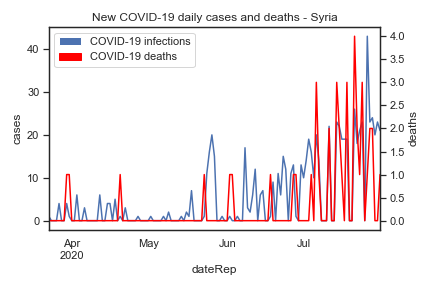 New COVID-19 daily cases and deaths - Syria
COVID-19 infections
COVID-19 deaths
cases
40
30
20
10
0
deaths
4.0
3.5
3.0
2.5
2.0
1.5
1.0
0.5
0.0
Apr
2020
May
Jun
Jul
dateRep